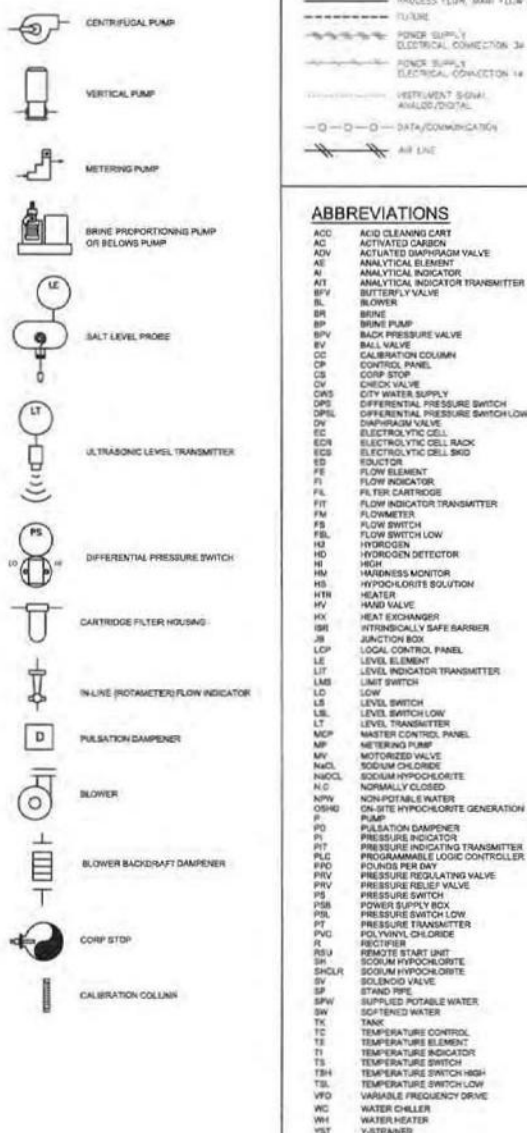 CENTRIFUGAL PUMP
VERTICAL PUMP
METERING PUMP
BRINE PROPORTIONING PUMP
OR BELOWS PUMP
LE
SALT LEVEL PROBE
LT
ULTRASONIC LEVEL TRANSMITTER
PS
LO
HI
DIFFERENTIAL PRESSURE SWITCH
CARTRIDGE FILTER HOUSING
IN-LINE (ROTAMETER) FLOW INDICATOR
D
PULSATION DAMPENER
BLOWER
BLOWER BACKDRAFT DAMPENER
CORP STOP
CALIBRATION COLUMN
FUTURE
POWER SUPPLY
ELECTRICAL CONNECTION
POWER SUPPLY
ELECTRICAL CONNECTION
INSTRUMENT SIGNAL
ANALOG/DIGITAL
DATA/COMMUNICATION
AIR LINE
ABBREVIATIONS
ACC ACID CLEANING CART
AC ACTIVATED CARBON
ADV ACTUATED DIAPHRAGM VALVE
AE ANALYTICAL ELEMENT
AI ANALYTICAL INDICATOR
AIT ANALYTICAL INDICATOR TRANSMITTER
BFV BUTTERFLY VALVE
BL BLOWER
BR BRINE
BP BRINE PUMP
BPV BACK PRESSURE VALVE
BV BALL VALVE
CC CALIBRATION COLUMN
CP CONTROL PANEL
CS CORP STOP
CV CHECK VALVE
CWS CITY WATER SUPPLY
DPS DIFFERENTIAL PRESSURE SWITCH
DPSL DIFFERENTIAL PRESSURE SWITCH LOW
DV DIAPHRAGM VALVE
EC ELECTROLYTIC CELL
ECR ELECTROLYTIC CELL RACK
ECS ELECTROLYTIC CELL SKID
ED EDUCTOR
FE FLOW ELEMENT
FI FLOW INDICATOR
FIL FILTER CARTRIDGE
FIT FLOW INDICATOR TRANSMITTER
FM FLOWMETER
FS FLOW SWITCH
FSL FLOW SWITCH LOW
HYDROGEN
HD HYDROGEN DETECTOR
HI HIGH
HM HARDNESS MONITOR
HS HYPOCHLORITE SOLUTION
HTR HEATER
HV HAND VALVE
HX HEAT EXCHANGER
ISB INTRINSICALLY SAFE BARRIER
JB JUNCTION BOX
LCP LOCAL CONTROL PANEL
LE LEVEL ELEMENT
LIT LEVEL INDICATOR TRANSMITTER
LMS LIMIT SWITCH
LO LOW
LS LEVEL SWITCH
LSL LEVEL SWITCH LOW
LT LEVEL TRANSMITTER
MCP MASTER CONTROL PANEL
MP METERING PUMP
MV MOTORIZED VALVE
NaCL SODIUM CHLORIDE
NaOCL SODIUM HYPOCHLORITE
N.C NORMALLY CLOSED
NPW NON-POTABLE WATER
OSHG ON-SITE HYPOCHLORITE GENERATION
P PUMP
PD PULSATION DAMPENER
PI PRESSURE INDICATOR
PIT PRESSURE INDICATING TRANSMITTER
PLC PROGRAMMABLE LOGIC CONTROLLER
PPD POUNDS PER DAY
PRV PRESSURE REGULATING VALVE
PRV PRESSURE RELIEF VALVE
PS PRESSURE SWITCH
PSB POWER SUPPLY BOX
PSL PRESSURE SWITCH LOW
PT PRESSURE TRANSMITTER
PVC POLYVINYL CHLORIDE
R RECTIFIER
RSU REMOTE START UNIT
SH SODIUM HYPOCHLORITE
SHCLR SODIUM HYPOCHLORITE
SV SOLENOID VALVE
SP STAND PIPE
SPW SUPPLIED POTABLE WATER
SW SOFTENED WATER
TK TANK
TC TEMPERATURE CONTROL
TE TEMPERATURE ELEMENT
TI TEMPERATURE INDICATOR
TS TEMPERATURE SWITCH
TSH TEMPERATURE SWITCH HIGH
TSL TEMPERATURE SWITCH LOW
VFD VARIABLE FREQUENCY DRIVE
WC WATER CHILLER
WH WATER HEATER
YST Y-STRAINER